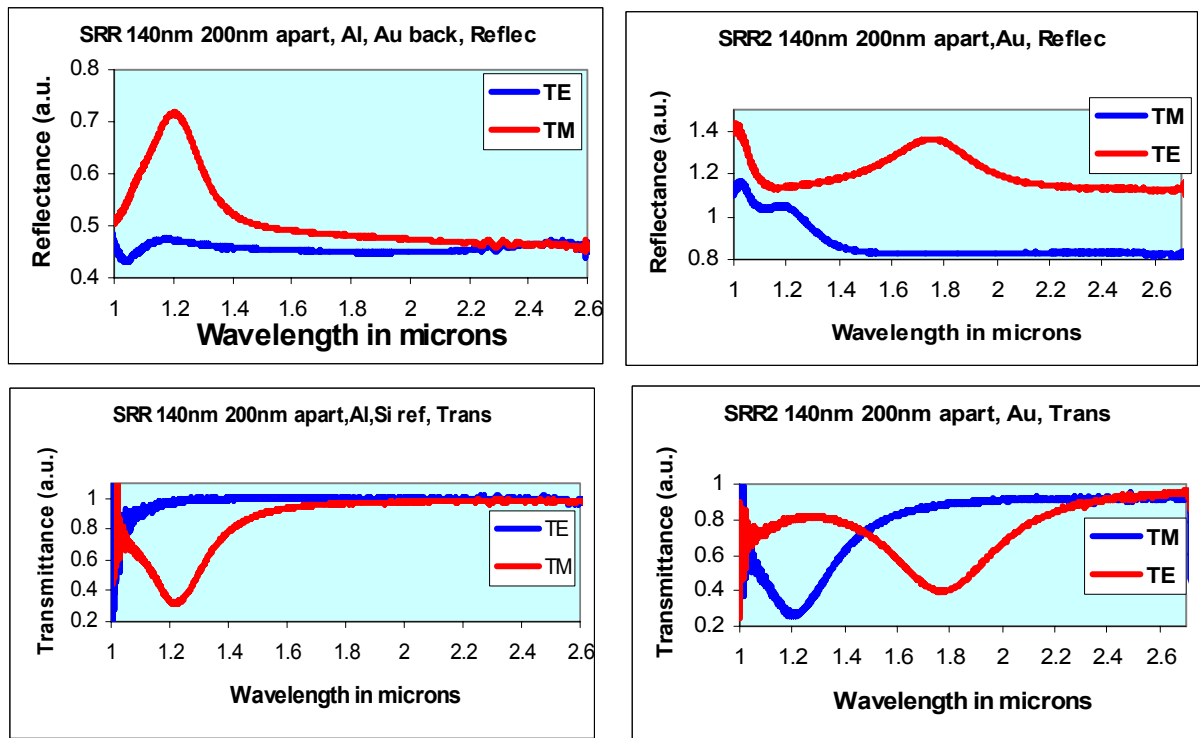 SRR 140nm 200nm apart, Al, Au back, Reflec
0.8
0.7
0.6
0.5
0.4
Reflectance (a.u.)
TE
TM
1 1.2 1.4 1.6 1.8 2 2.2 2.4 2.6
Wavelength in microns
SRR2 140nm 200nm apart,Au, Reflec
1.4
1.2
1
0.8
Reflectance (a.u.)
TM
TE
1 1.2 1.4 1.6 1.8 2 2.2 2.4 2.6
Wavelength in microns
SRR 140nm 200nm apart,Al,Si ref, Trans
1
0.8
0.6
0.4
0.2
Transmittance (a.u.)
TE
TM
1 1.2 1.4 1.6 1.8 2 2.2 2.4 2.6
Wavelength in microns
SRR2 140nm 200nm apart, Au, Trans
1
0.8
0.6
0.4
0.2
Transmittance (a.u.)
TM
TE
1 1.2 1.4 1.6 1.8 2 2.2 2.4 2.6
Wavelength in microns